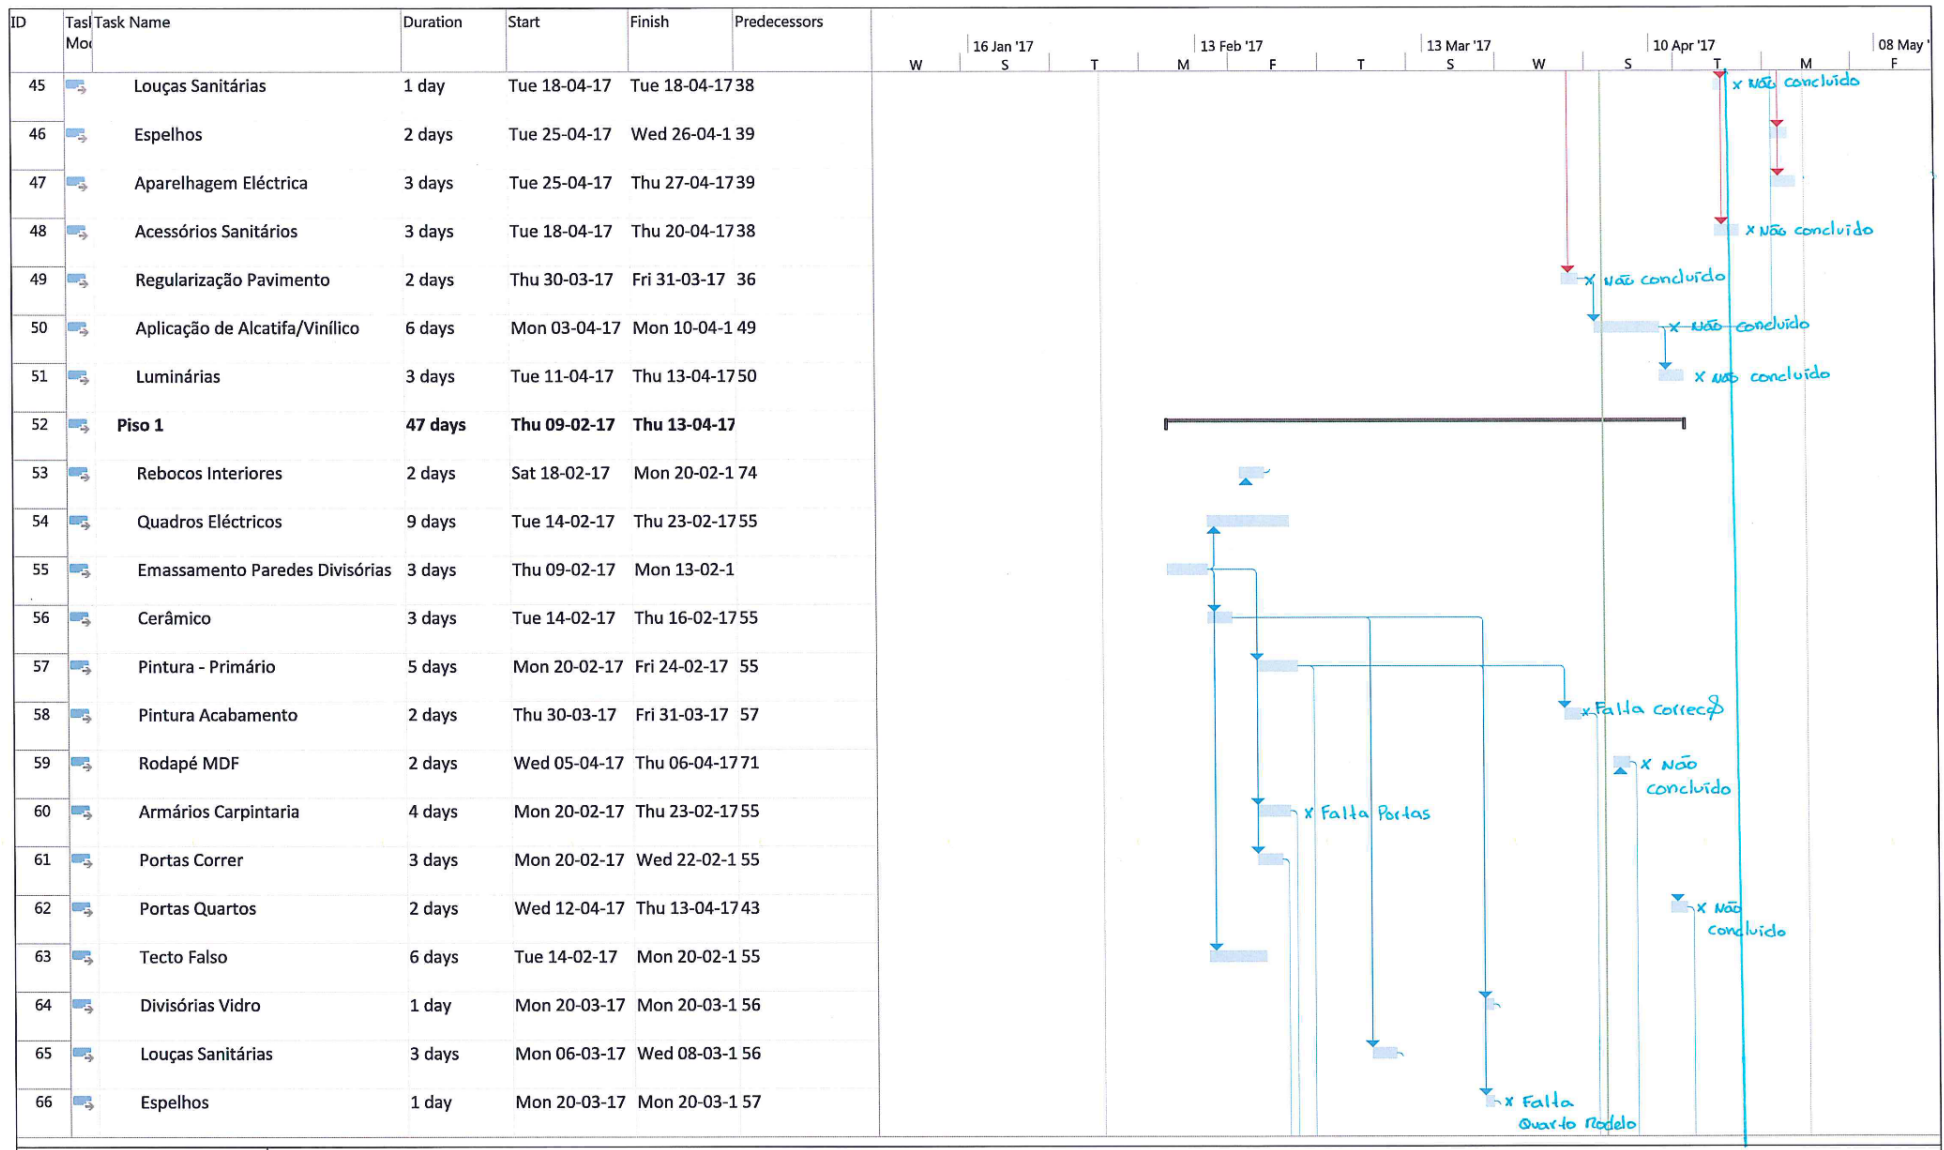 ID Task Mod Task Name Duration Start Finish Predecessors
16 Jan '17 13 Feb '17 13 Mar '17 10 Apr '17 08 May '
W S T M F T S W S T M F
45 Louças Sanitárias 1 day Tue 18-04-17 Tue 18-04-17 38 x Não concluído
46 Espelhos 2 days Tue 25-04-17 Wed 26-04-1 39
47 Aparelhagem Eléctrica 3 days Tue 25-04-17 Thu 27-04-17 39
48 Acessórios Sanitários 3 days Tue 18-04-17 Thu 20-04-17 38 x Não concluído
49 Regularização Pavimento 2 days Thu 30-03-17 Fri 31-03-17 36 x Não concluído
50 Aplicação de Alcatifa/Vinílico 6 days Mon 03-04-17 Mon 10-04-1 49 x Não concluído
51 Luminárias 3 days Tue 11-04-17 Thu 13-04-17 50 x Não concluído
52 Piso 1 47 days Thu 09-02-17 Thu 13-04-17
53 Rebocos Interiores 2 days Sat 18-02-17 Mon 20-02-1 74
54 Quadros Eléctricos 9 days Tue 14-02-17 Thu 23-02-17 55
55 Emassamento Paredes Divisórias 3 days Thu 09-02-17 Mon 13-02-1
56 Cerâmico 3 days Tue 14-02-17 Thu 16-02-17 55
57 Pintura - Primário 5 days Mon 20-02-17 Fri 24-02-17 55
58 Pintura Acabamento 2 days Thu 30-03-17 Fri 31-03-17 57 x Falta
59 Rodapé MDF 2 days Wed 05-04-17 Thu 06-04-17 71 x Não
concluído
60 Armários Carpintaria 4 days Mon 20-02-17 Thu 23-02-17 55 x Falta Portas
61 Portas Correr 3 days Mon 20-02-17 Wed 22-02-1 55
62 Portas Quartos 2 days Wed 12-04-17 Thu 13-04-17 43 x Não
concluído
63 Tecto Falso 6 days Tue 14-02-17 Mon 20-02-1 55
64 Divisórias Vidro 1 day Mon 20-03-17 Mon 20-03-1 56
65 Louças Sanitárias 3 days Mon 06-03-17 Wed 08-03-1 56
66 Espelhos 1 day Mon 20-03-17 Mon 20-03-1 57 x Falta
Quarto Modelo